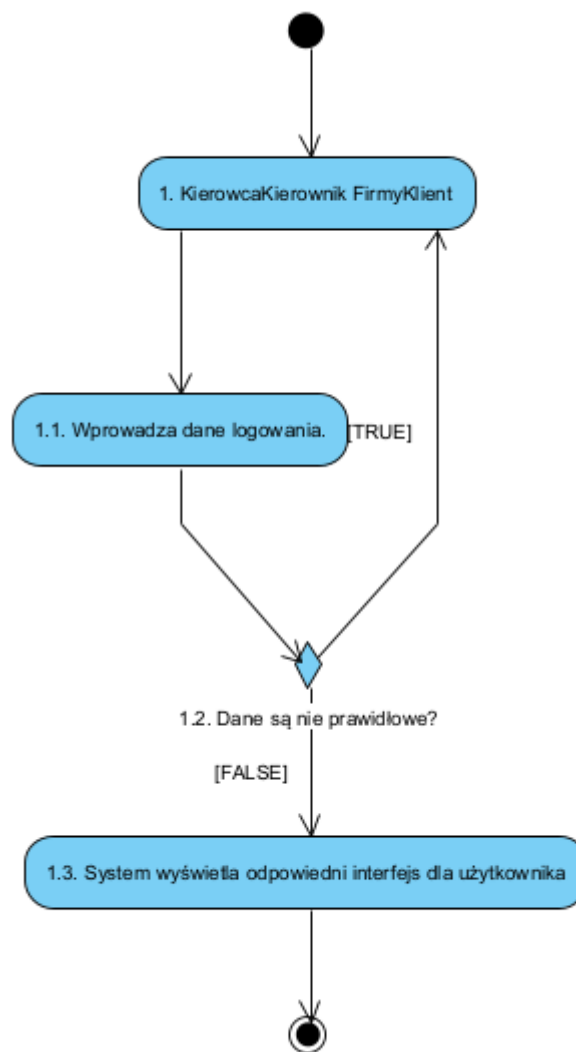 1. KierowcaKierownik FirmyKlient
1.1. Wprowadza dane logowania.
[TRUE]
1.2. Dane są nie prawidłowe?
[FALSE]
1.3. System wyświetla odpowiedni interfejs dla użytkownika